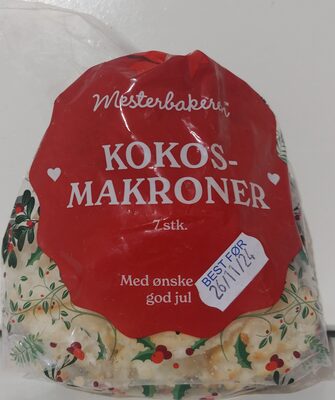 Mesterbakeren
KOKOS-
MAKRONER
7 stk.
Med ønske
god jul
BEST FØR
26/11/24